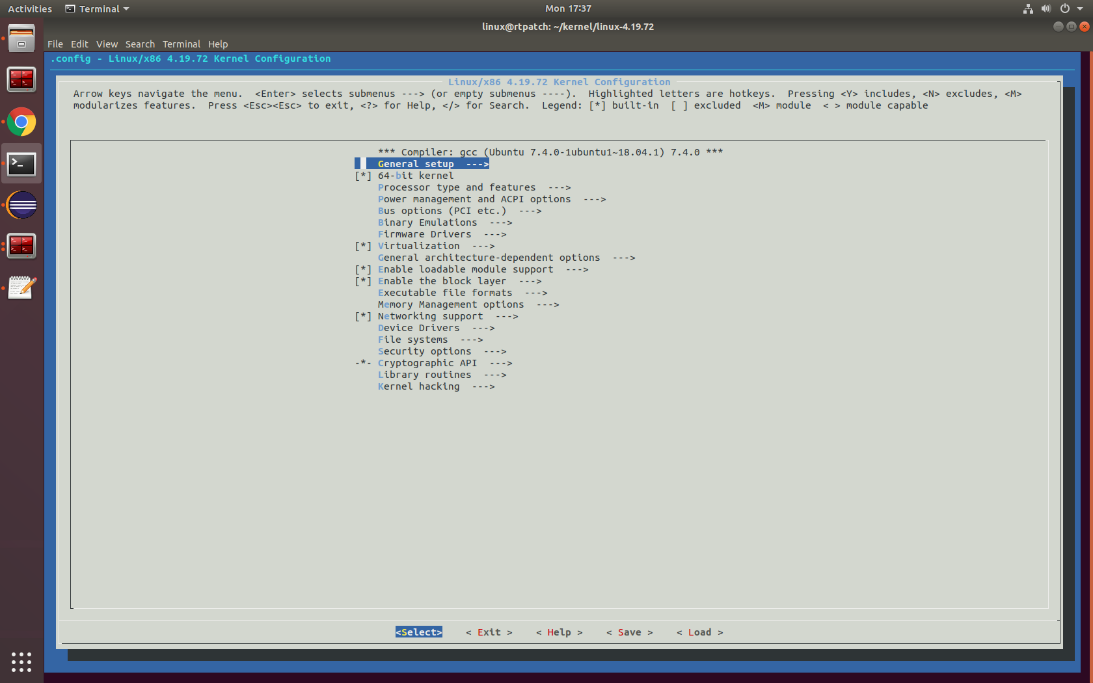 Activities Terminal Mon 17:37
linux@rtpatch: ~/kernel/linux-4.19.72
File Edit View Search Terminal Help
.config - Linux/x86 4.19.72 Kernel Configuration
Linux/x86 4.19.72 Kernel Configuration
Arrow keys navigate the menu. <Enter> selects submenus ---> (or empty submenus ----). Highlighted letters are hotkeys. Pressing <Y> includes, <N> excludes, <M>
modularizes features. Press <Esc><Esc> to exit, <?> for Help, </> for Search. Legend: [*] built-in [ ] excluded <M> module < > module capable
*** Compiler: gcc (Ubuntu 7.4.0-1ubuntu1~18.04.1) 7.4.0 ***
General setup --->
[*] 64-bit kernel
Processor type and features --->
Power management and ACPI options --->
Bus options (PCI etc.) --->
Binary Emulations --->
Firmware Drivers --->
[*] Virtualization --->
General architecture-dependent options --->
[*] Enable loadable module support --->
[*] Enable the block layer --->
Executable file formats --->
Memory Management options --->
[*] Networking support --->
Device Drivers --->
File systems --->
Security options --->
-*- Cryptographic API --->
Library routines --->
Kernel hacking --->
<Select> < Exit > < Help > < Save > < Load >